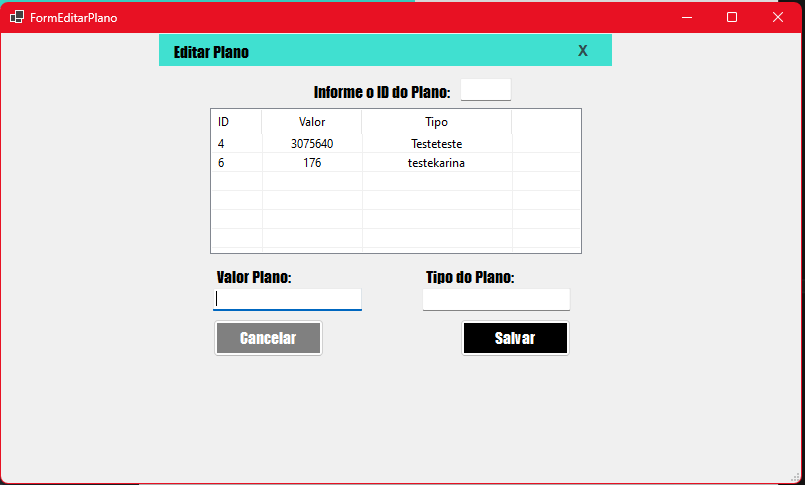 FormEditarPlano
Editar Plano X
Informe o ID do Plano:
ID Valor Tipo
4 3075640 Testeteste
6 176 testekarina
Valor Plano: Tipo do Plano:
Cancelar Salvar